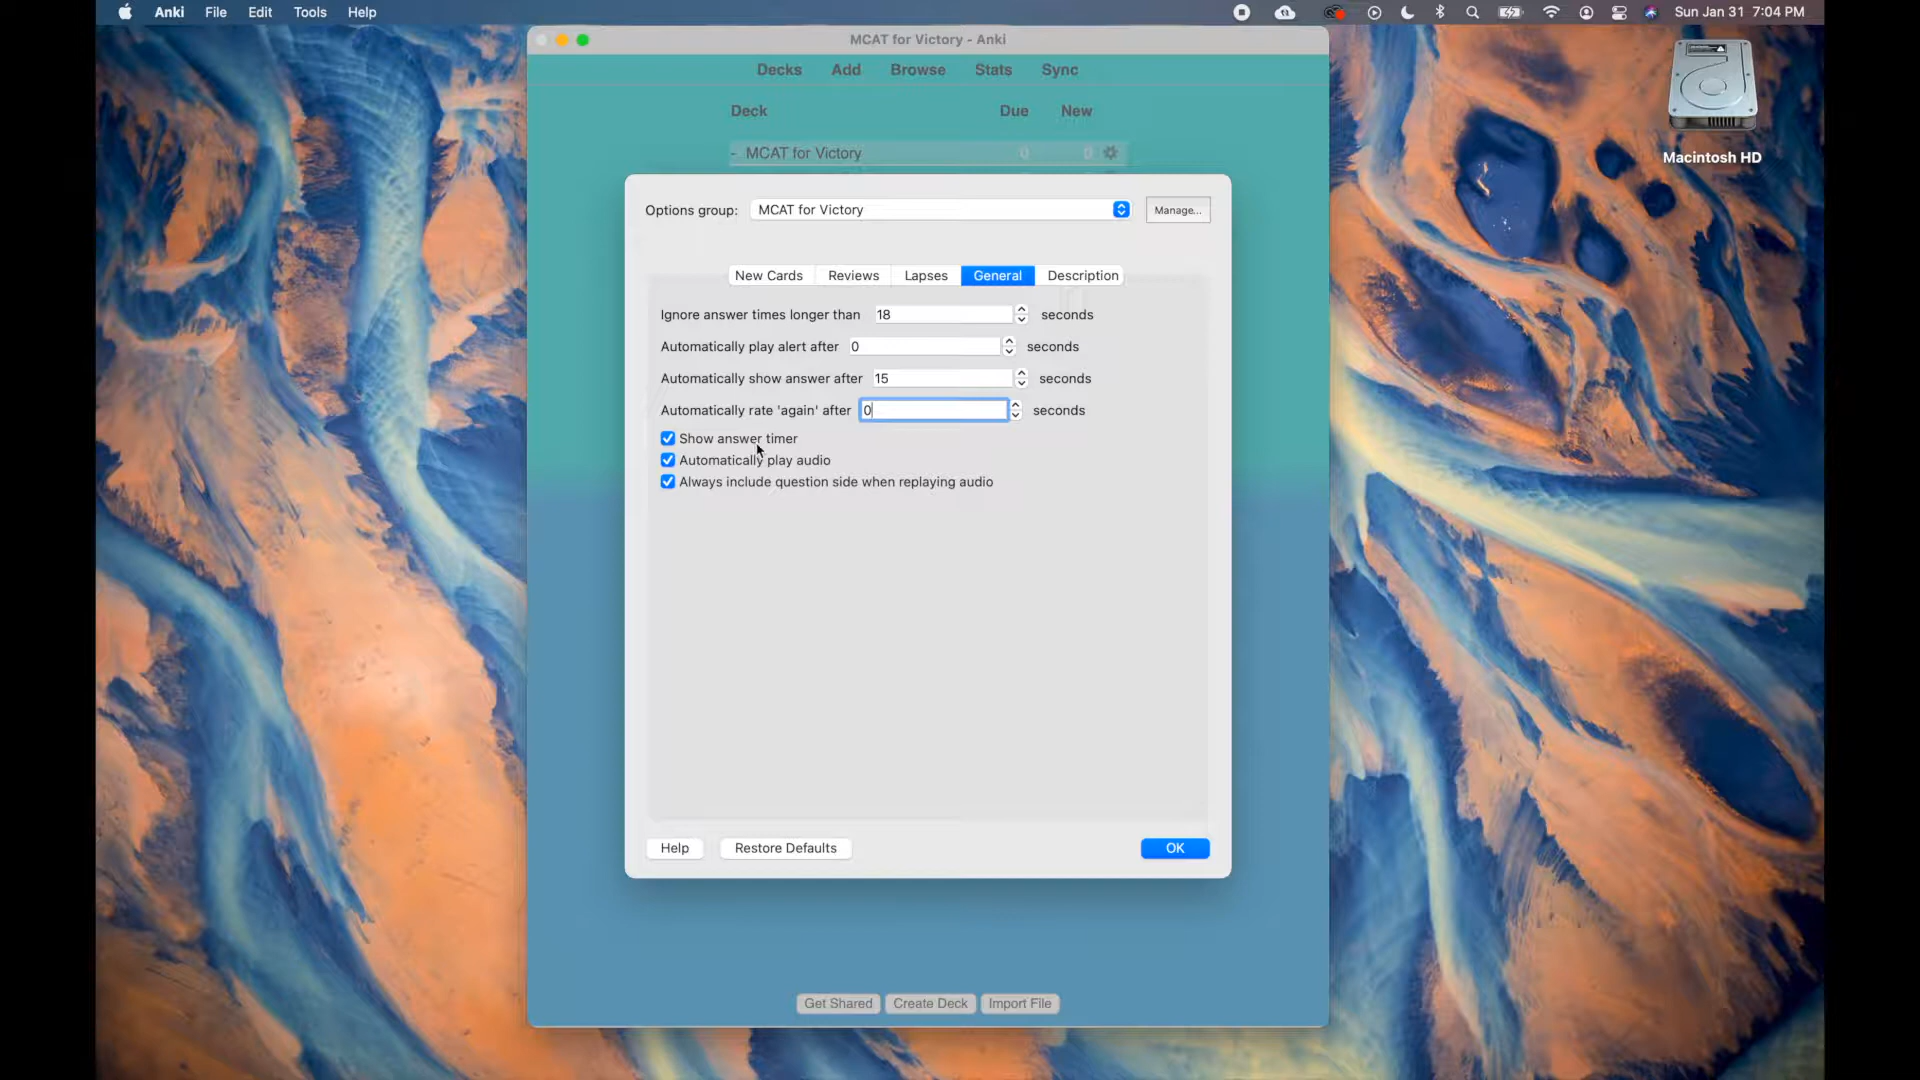 Anki File Edit Tools Help Sun Jan 31 7:04 PM
MCAT for Victory - Anki
Decks Add Browse Stats Sync
Deck Due New
- MCAT for Victory 0 0
Macintosh HD
Options group: MCAT for Victory Manage...
New Cards Reviews Lapses General Description
Ignore answer times longer than 18 seconds
Automatically play alert after 0 seconds
Automatically show answer after 15 seconds
Automatically rate 'again' after 0 seconds
Show answer timer
Automatically play audio
Always include question side when replaying audio
Help Restore Defaults OK
Get Shared Create Deck Import File